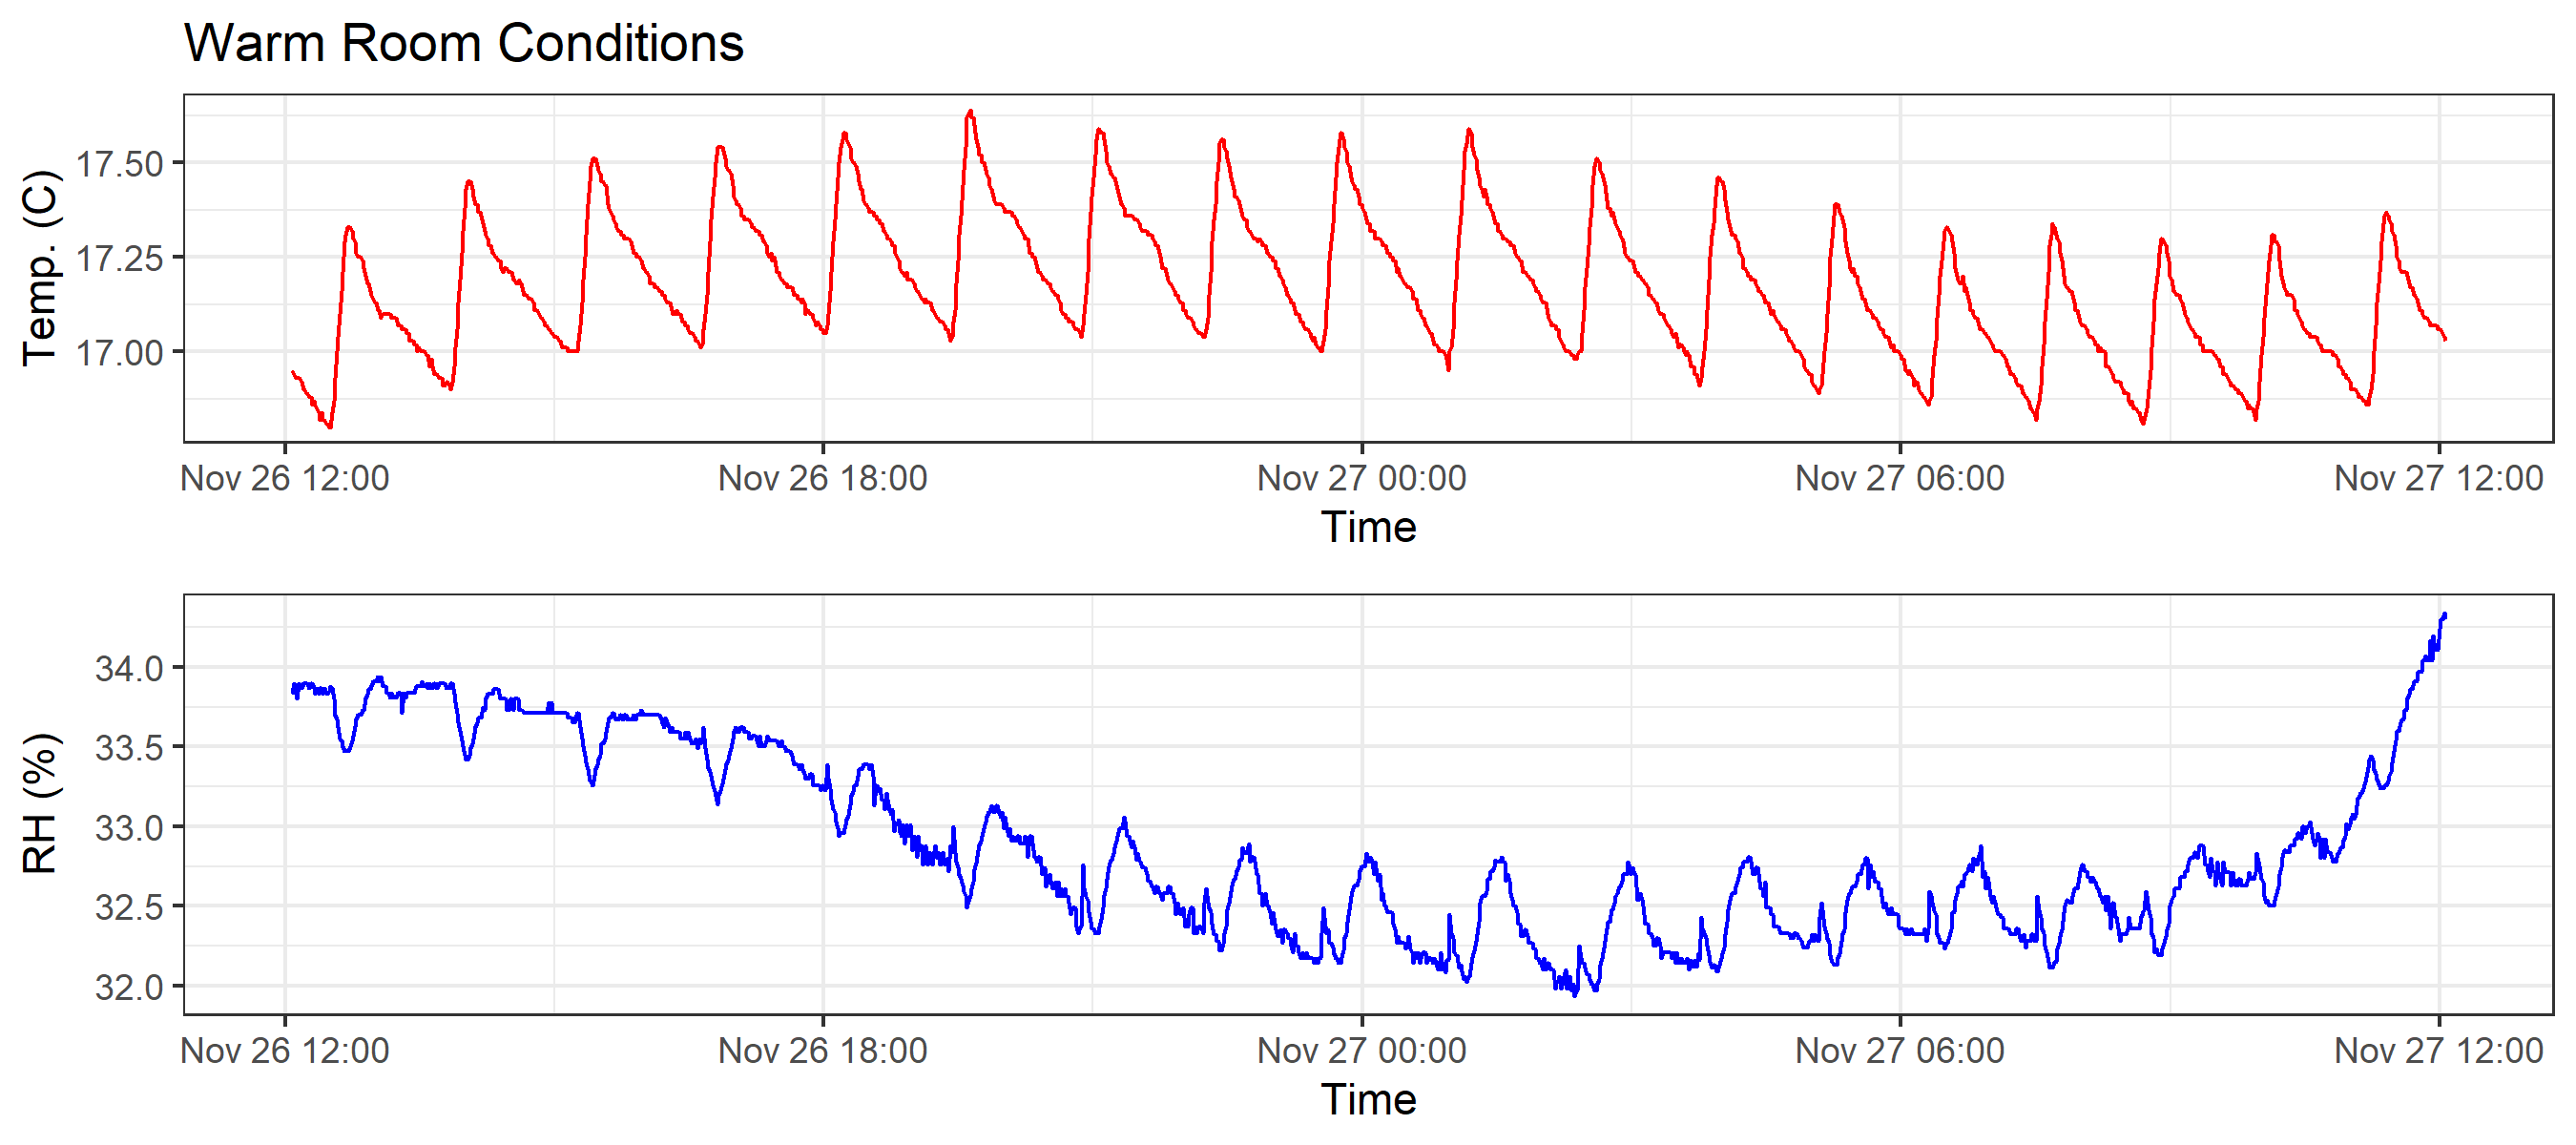 Warm Room Conditions
Temp. (C)
17.50
17.25
17.00
Nov 26 12:00 Nov 26 18:00 Nov 27 00:00 Nov 27 06:00 Nov 27 12:00
Time
RH (%)
34.0
33.5
33.0
32.5
32.0
Nov 26 12:00 Nov 26 18:00 Nov 27 00:00 Nov 27 06:00 Nov 27 12:00
Time